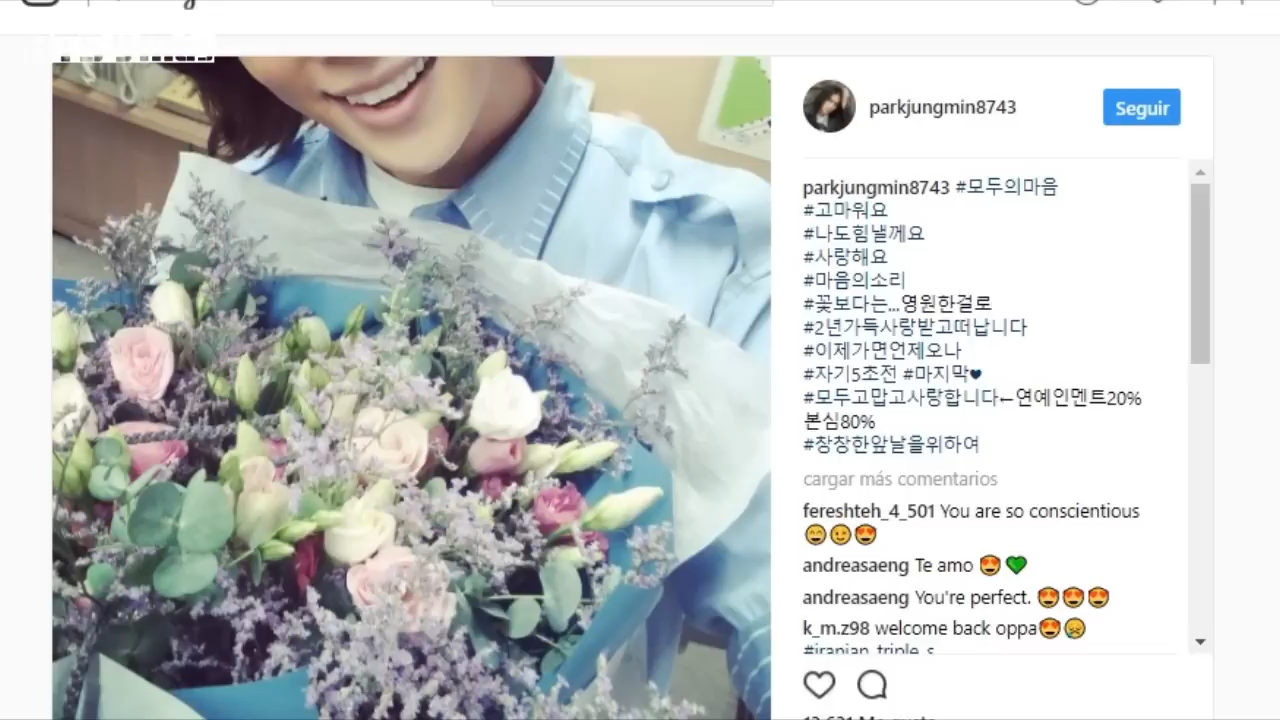 parkjungmin8743
Seguir
parkjungmin8743 #모두의마음
#고마워요
#나도힘낼께요
#사랑해요
#마음의소리
#꽃보다는...영원한걸로
#2년가득사랑받고떠납니다
#이제가면언제오나
#자기5초전 #마지막♥
#모두고맙고사랑합니다←연예인멘트20%
본심80%
#창창한앞날을위하여
cargar más comentarios
fereshteh_4_501 You are so conscientious
😄😉😍
andreasaeng Te amo 😍💚
andreasaeng You're perfect. 😍😍😍
k_m.z98 welcome back oppa😍😢
#iranian_triple_s